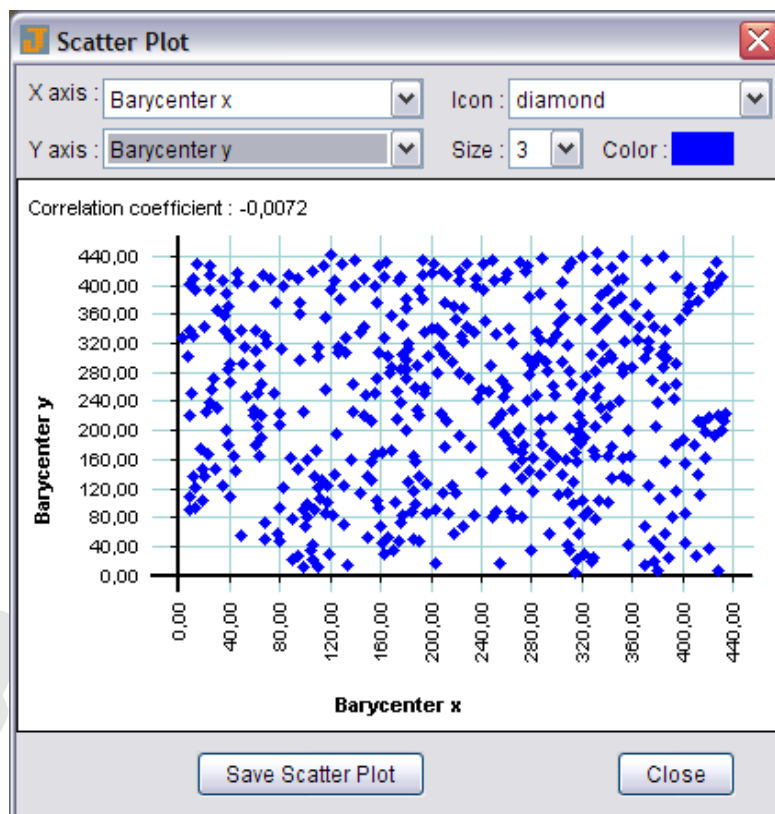 Scatter Plot
X axis : Barycenter x Icon : diamond
Y axis : Barycenter y Size : 3 Color :
Correlation coefficient : -0,0072
440,00
400,00
360,00
320,00
280,00
240,00
200,00
160,00
120,00
80,00
40,00
0,00
Barycenter y
0,00 40,00 80,00 120,00 160,00 200,00 240,00 280,00 320,00 360,00 400,00 440,00
Barycenter x
Save Scatter Plot Close